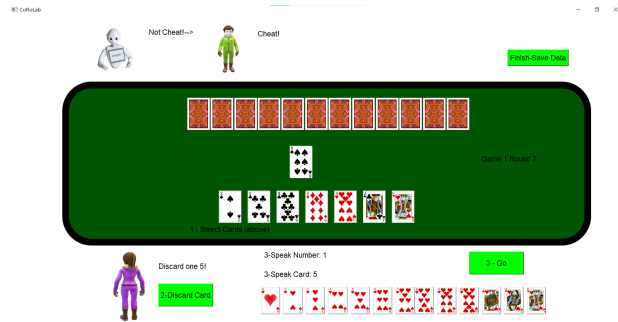 CoRoLab
Not Cheat!-->
Cheat!
Finish-Save Data
Game 1 Round 2
1 - Select Cards (above)
Discard one 5!
3-Speak Number: 1
3 - Go
3-Speak Card: 5
2-Discard Card